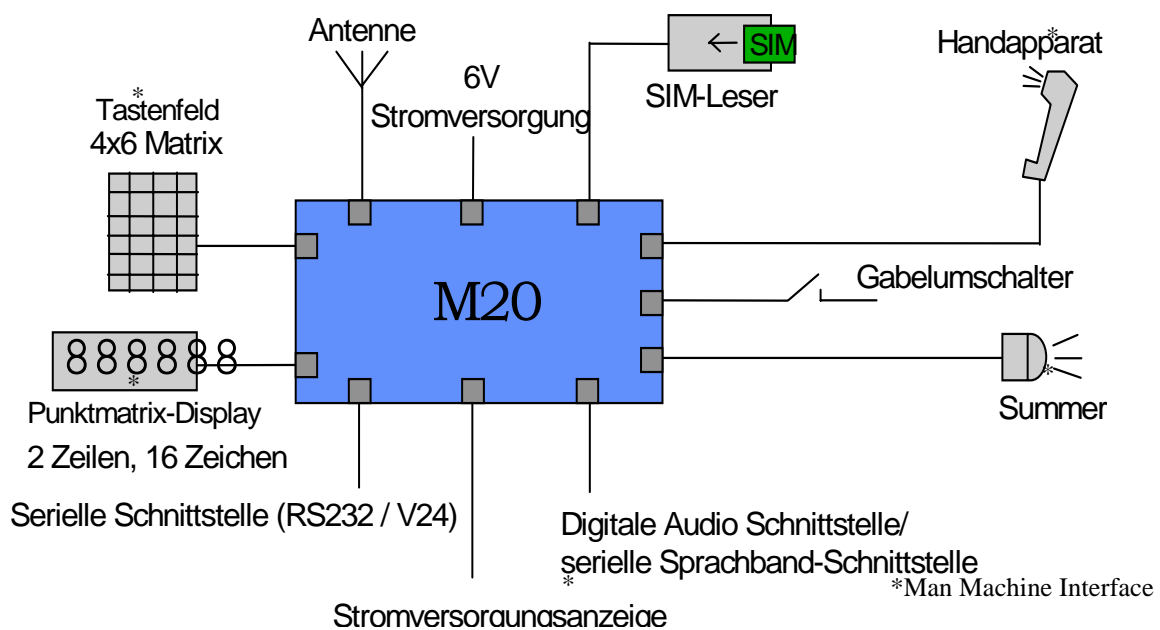 Antenne
6V
Stromversorgung
SIM
SIM-Leser
*
Handapparat
*
Tastenfeld
4x6 Matrix
M20
Gabelumschalter
888888
*
Punktmatrix-Display
2 Zeilen, 16 Zeichen
*
Summer
Serielle Schnittstelle (RS232 / V24)
Digitale Audio Schnittstelle/
serielle Sprachband-Schnittstelle
*
*Man Machine Interface
Stromversorgungsanzeige